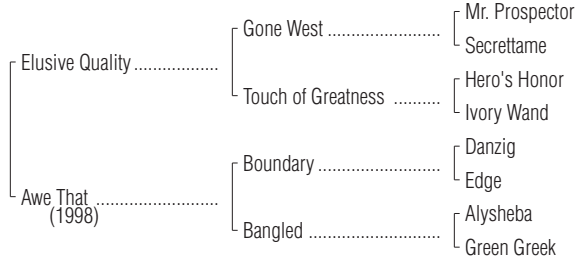 Mr. Prospector
Gone West ....................
Secrettame
Elusive Quality ...............
Hero's Honor
Touch of Greatness ..........
Ivory Wand
Danzig
Boundary ......................
Edge
Awe That ......................
(1998)
Alysheba
Bangled .......................
Green Greek